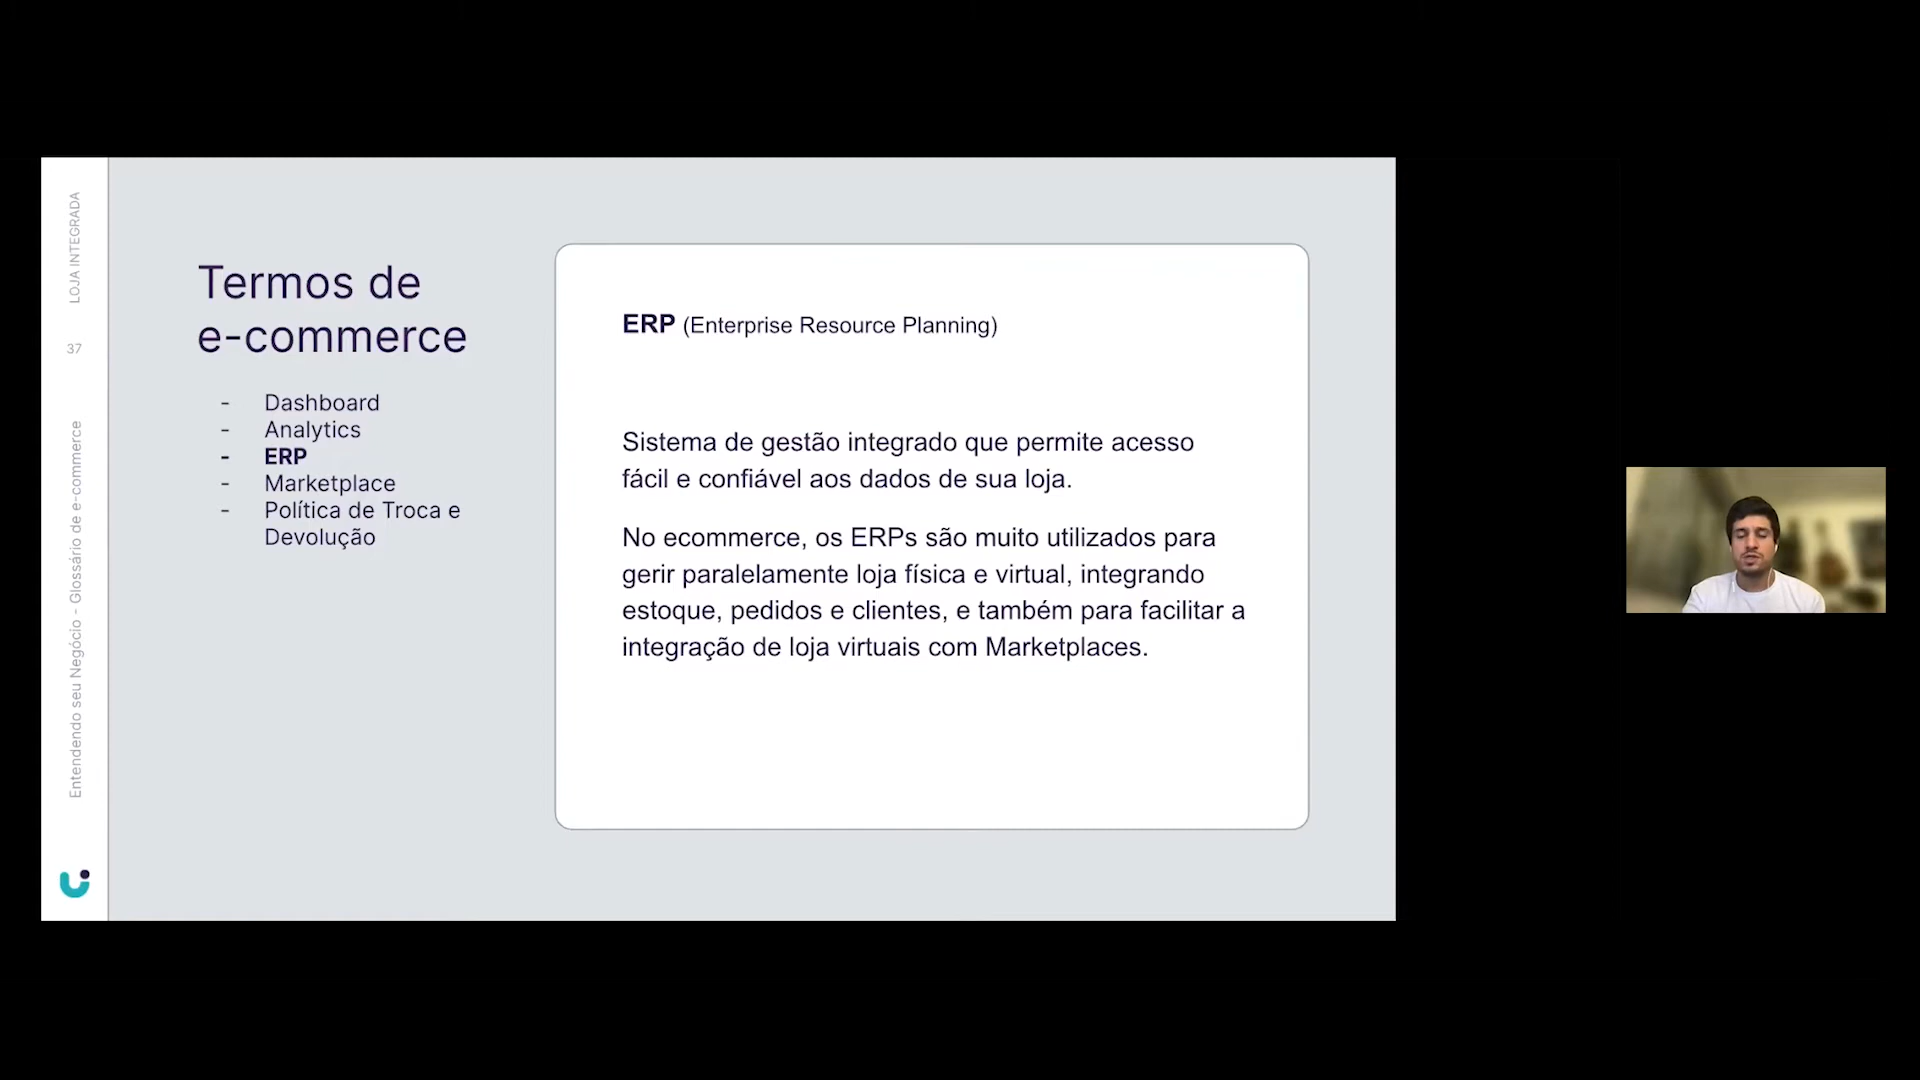 LOJA INTEGRADA
37
Entendendo seu Negócio - Glossário de e-commerce
Termos de
e-commerce
- Dashboard
- Analytics
- ERP
- Marketplace
- Política de Troca e
Devolução
ERP (Enterprise Resource Planning)
Sistema de gestão integrado que permite acesso
fácil e confiável aos dados de sua loja.
No ecommerce, os ERPs são muito utilizados para
gerir paralelamente loja física e virtual, integrando
estoque, pedidos e clientes, e também para facilitar a
integração de loja virtuais com Marketplaces.